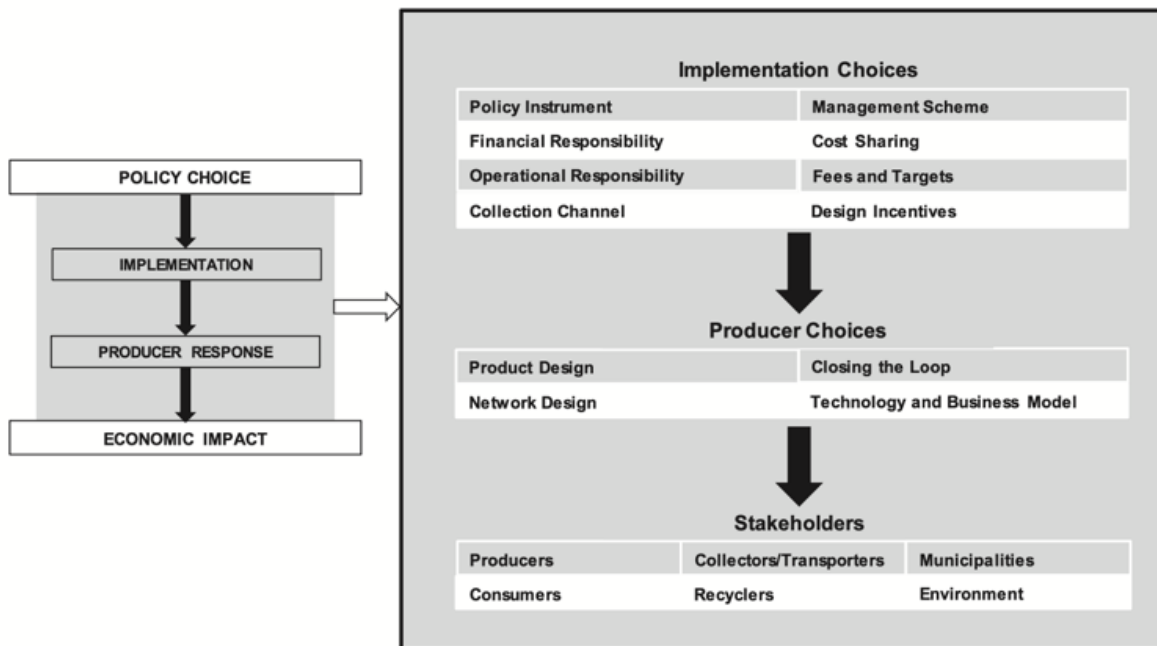 POLICY CHOICE
IMPLEMENTATION
PRODUCER RESPONSE
ECONOMIC IMPACT
Implementation Choices
Policy Instrument Management Scheme
Financial Responsibility Cost Sharing
Operational Responsibility Fees and Targets
Collection Channel Design Incentives
Producer Choices
Product Design Closing the Loop
Network Design Technology and Business Model
Stakeholders
Producers Collectors/Transporters Municipalities
Consumers Recyclers Environment